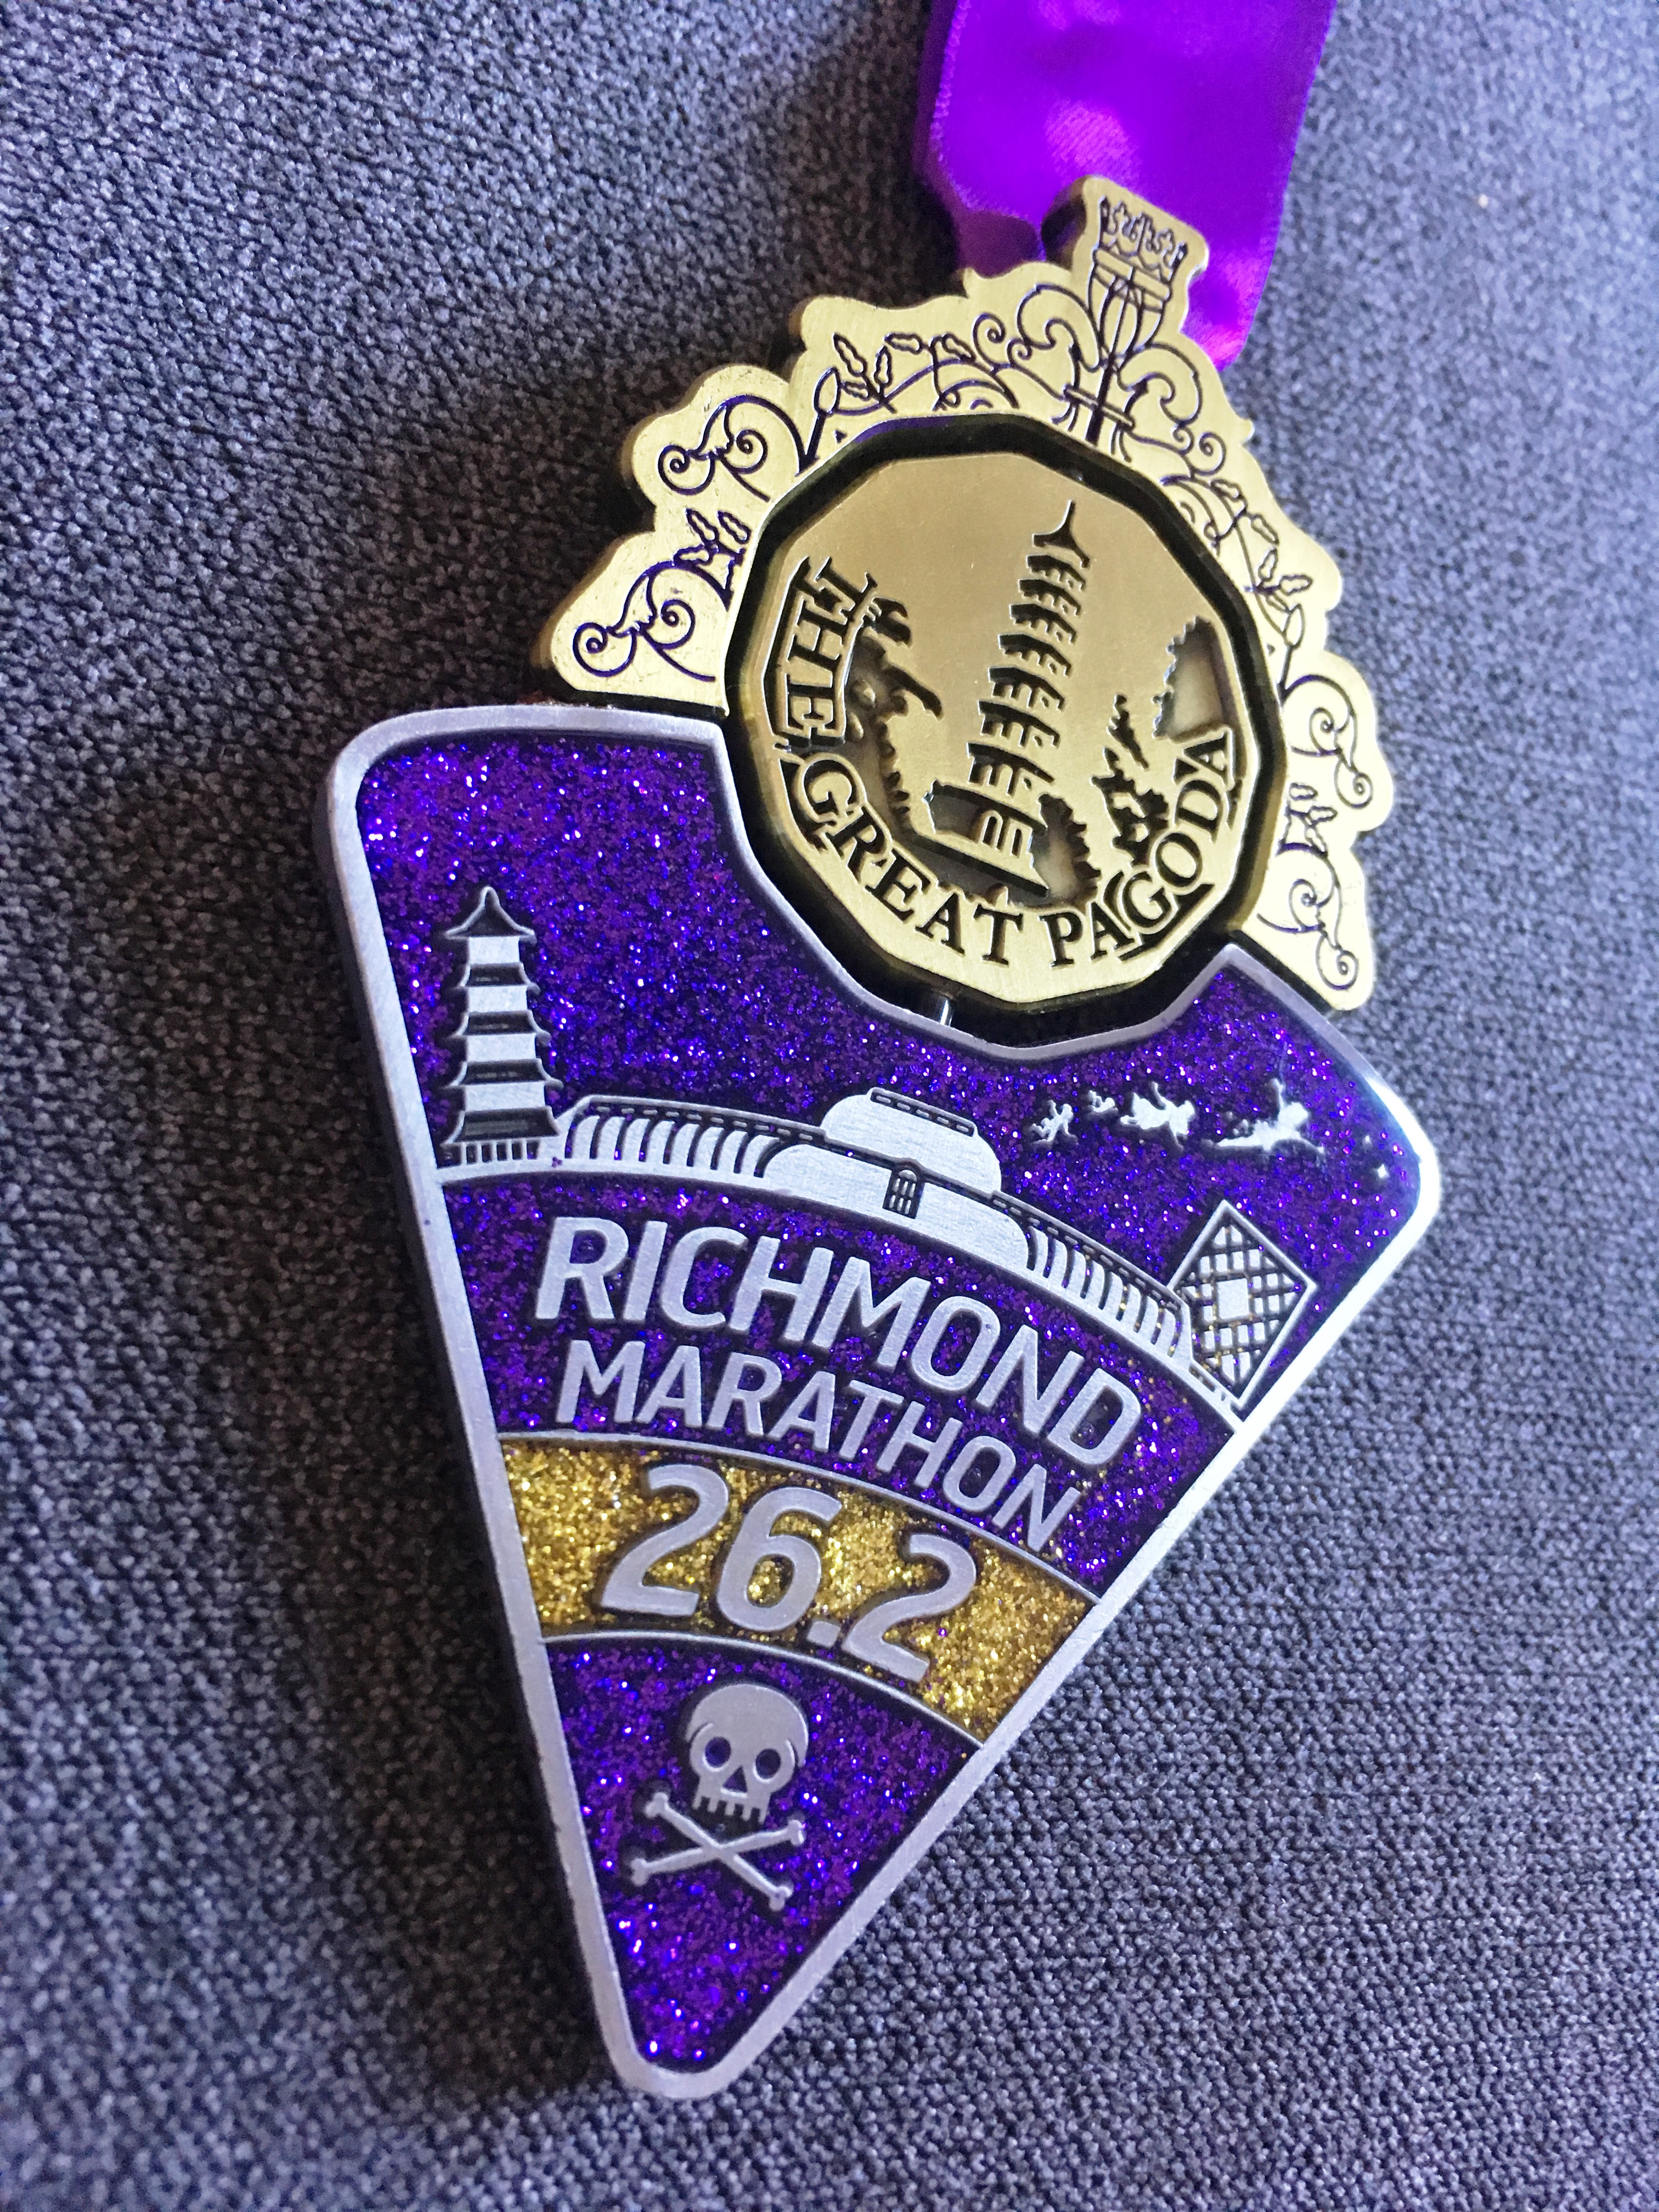 THE GREAT PAGODA
RICHMOND
MARATHON
26.2